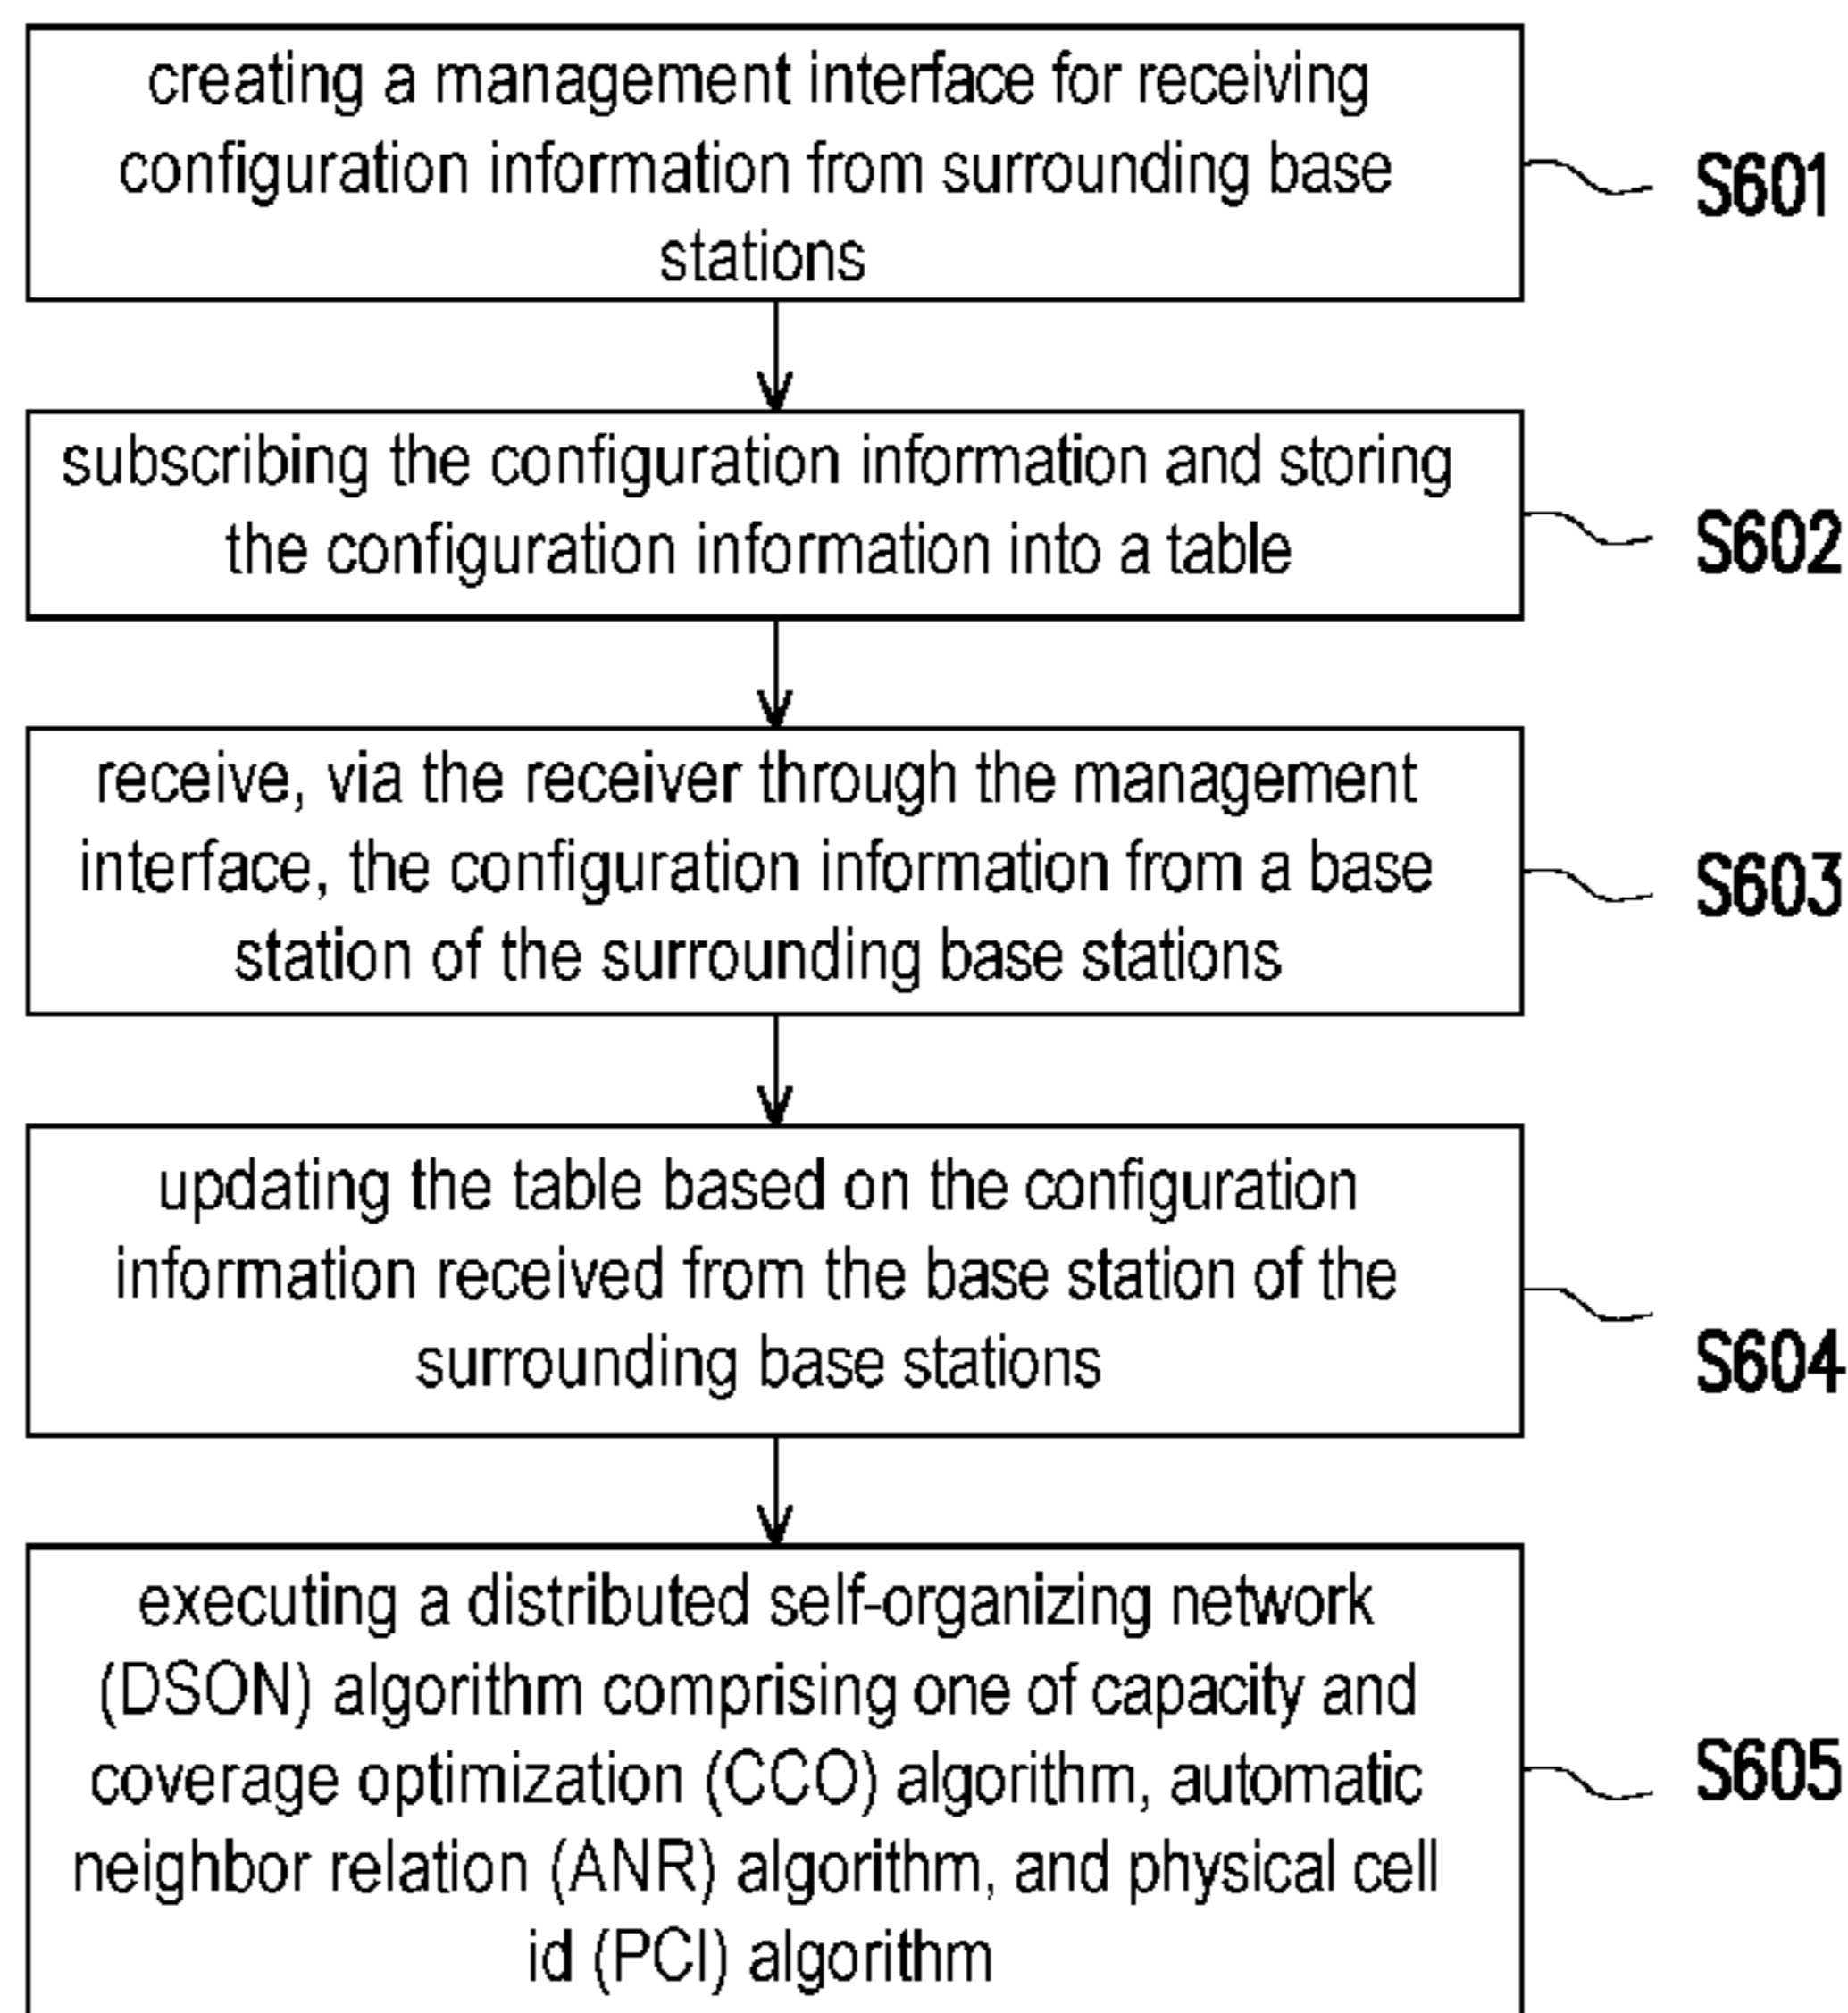 creating a management interface for receiving
configuration information from surrounding base
stations
S601
subscribing the configuration information and storing
the configuration information into a table
S602
receive, via the receiver through the management
interface, the configuration information from a base
station of the surrounding base stations
S603
updating the table based on the configuration
information received from the base station of the
surrounding base stations
S604
executing a distributed self-organizing network
(DSON) algorithm comprising one of capacity and
coverage optimization (CCO) algorithm, automatic
neighbor relation (ANR) algorithm, and physical cell
id (PCI) algorithm
S605